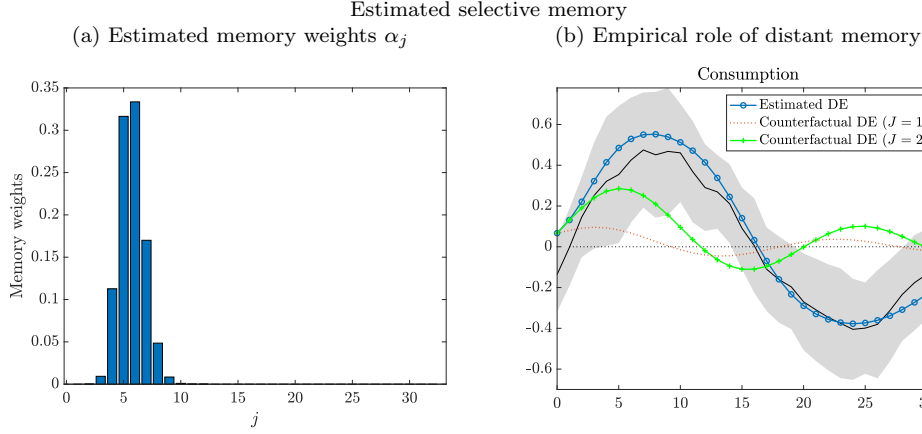 Estimated selective memory
(a) Estimated memory weights αj
(b) Empirical role of distant memory
Consumption
Estimated DE
Counterfactual DE (J = 1
Counterfactual DE (J = 2
Memory weights
0.35
0.3
0.25
0.2
0.15
0.1
0.05
0
0 5 10 15 20 25 30
j
0.6
0.4
0.2
0
-0.2
-0.4
-0.6
0 5 10 15 20 25 30